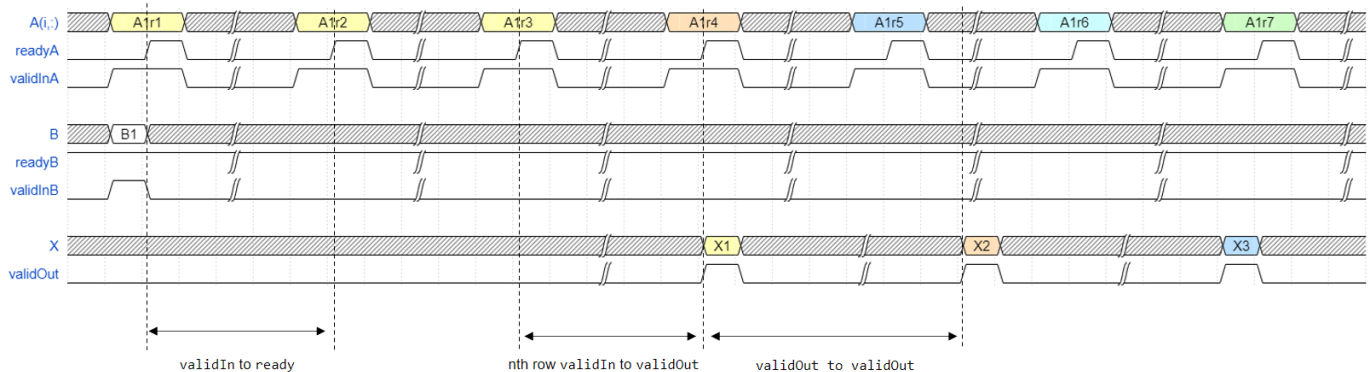 A(i,:) A1r1 A1r2 A1r3 A1r4 A1r5 A1r6 A1r7
readyA
validInA
B B1
readyB
validInB
X X1 X2 X3
validOut
validIn to ready nth row validIn to validOut validOut to validOut